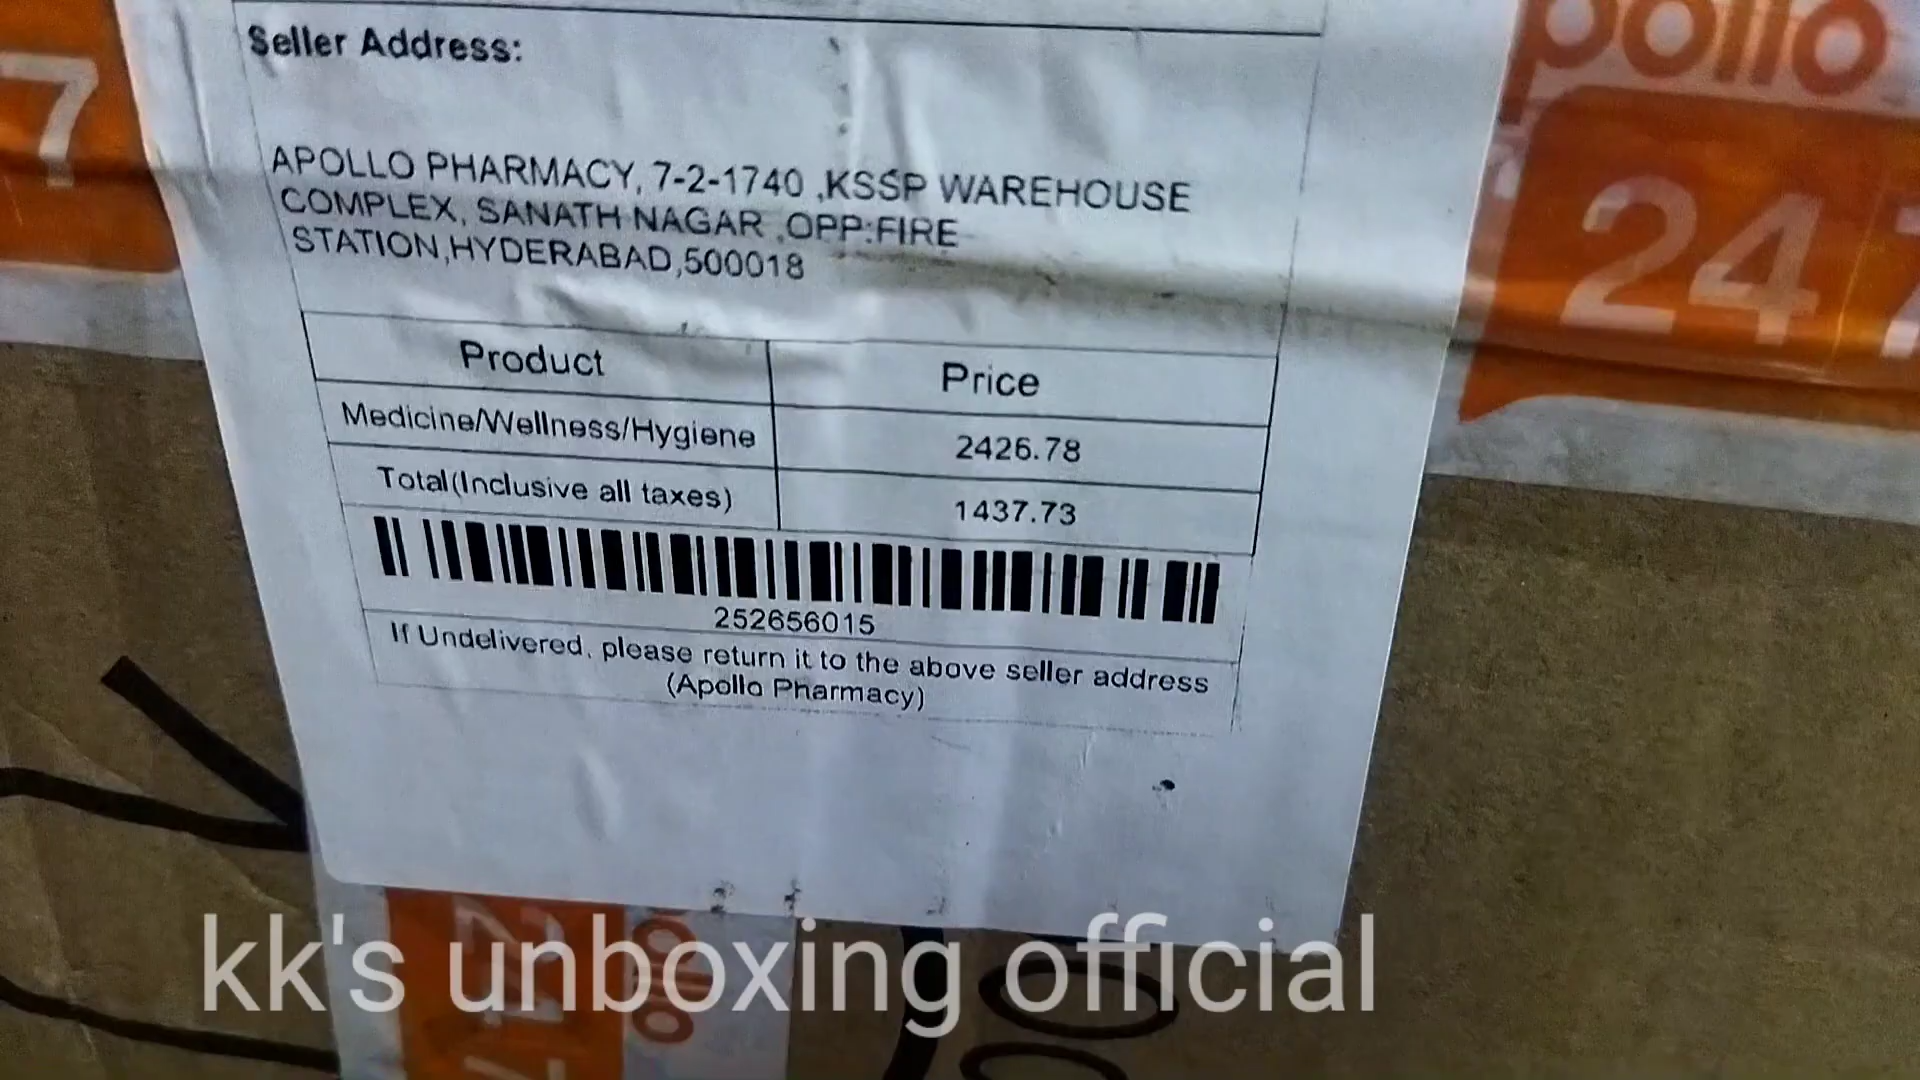 Seller Address:
APOLLO PHARMACY, 7-2-1740 ,KSSP WAREHOUSE
COMPLEX, SANATH NAGAR ,OPP:FIRE
STATION,HYDERABAD,500018
Product Price
Medicine/Wellness/Hygiene 2426.78
Total(Inclusive all taxes) 1437.73
252656015
If Undelivered, please return it to the above seller address
(Apollo Pharmacy)
7
pollo
24
kk's unboxing official